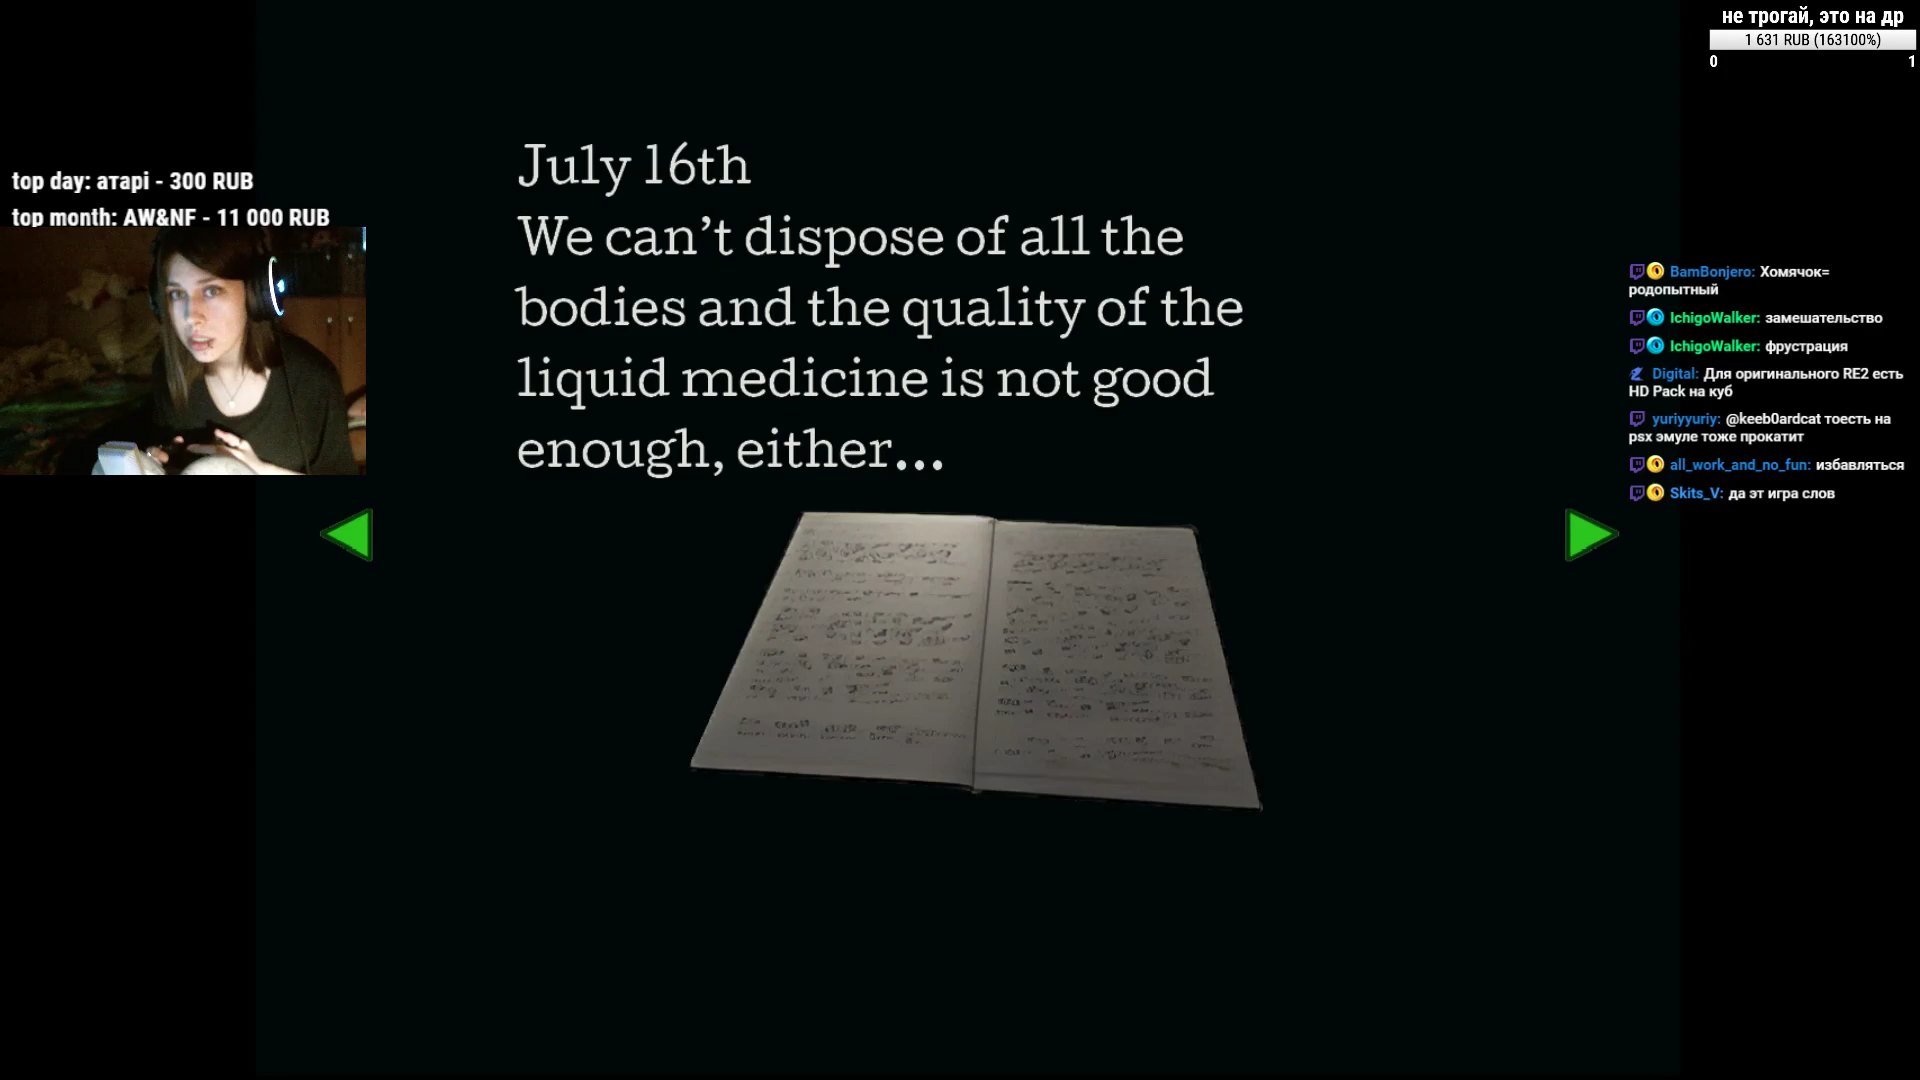 не трогай, это на др
1 631 RUB (163100%)
0 1
top day: атарі - 300 RUB
top month: AW&NF - 11 000 RUB
July 16th
We can’t dispose of all the
bodies and the quality of the
liquid medicine is not good
enough, either...
BamBonjero: Хомячок=
родопытный
IchigoWalker: замешательство
IchigoWalker: фрустрация
Digital: Для оригинального RE2 есть
HD Pack на куб
yuriyyuriy: @keeb0ardcat тоесть на
psx эмуле тоже прокатит
all_work_and_no_fun: избавляться
Skits_V: да эт игра слов